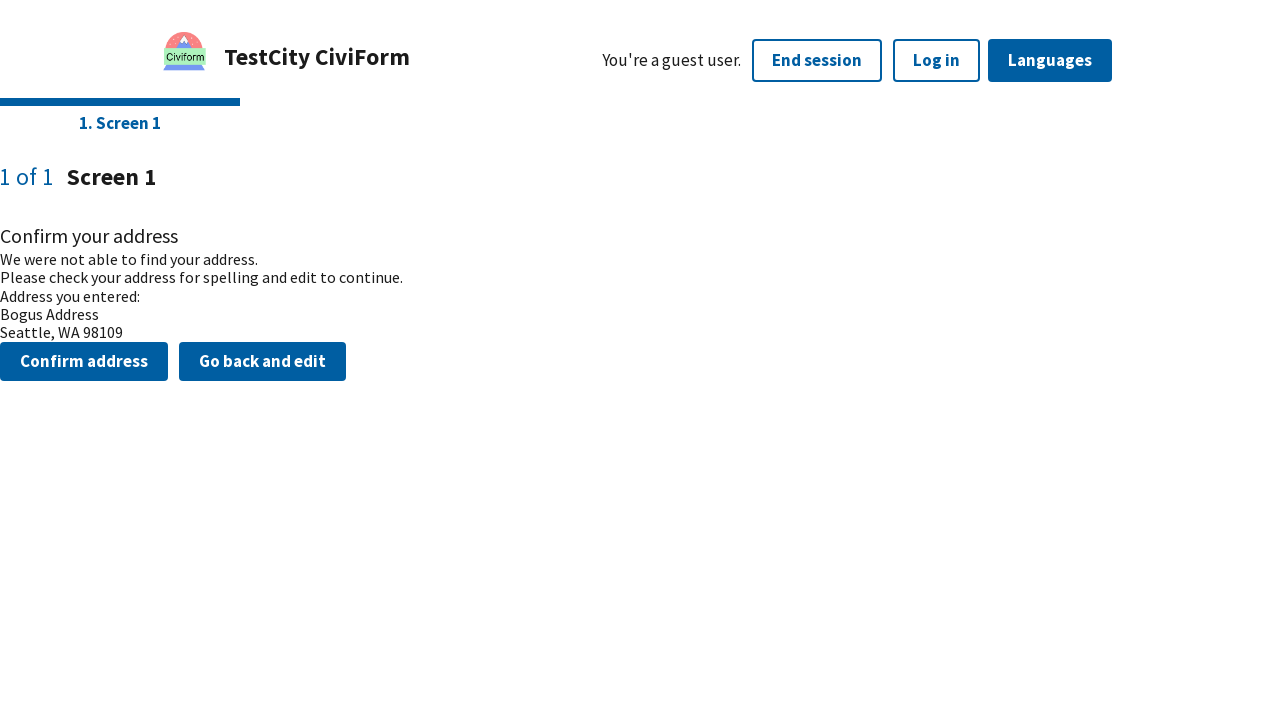 Civiform
TestCity CiviForm
You're a guest user.
End session
Log in
Languages
1. Screen 1
1 of 1 Screen 1
Confirm your address
We were not able to find your address.
Please check your address for spelling and edit to continue.
Address you entered:
Bogus Address
Seattle, WA 98109
Confirm address
Go back and edit